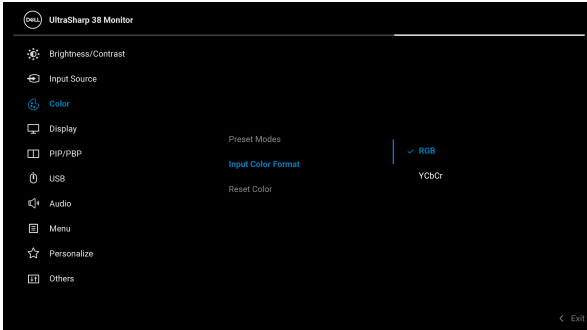 DELL UltraSharp 38 Monitor
Brightness/Contrast
Input Source
Color
Display
PIP/PBP
USB
Audio
Menu
Personalize
Others
Preset Modes
Input Color Format
Reset Color
RGB
YCbCr
Exit